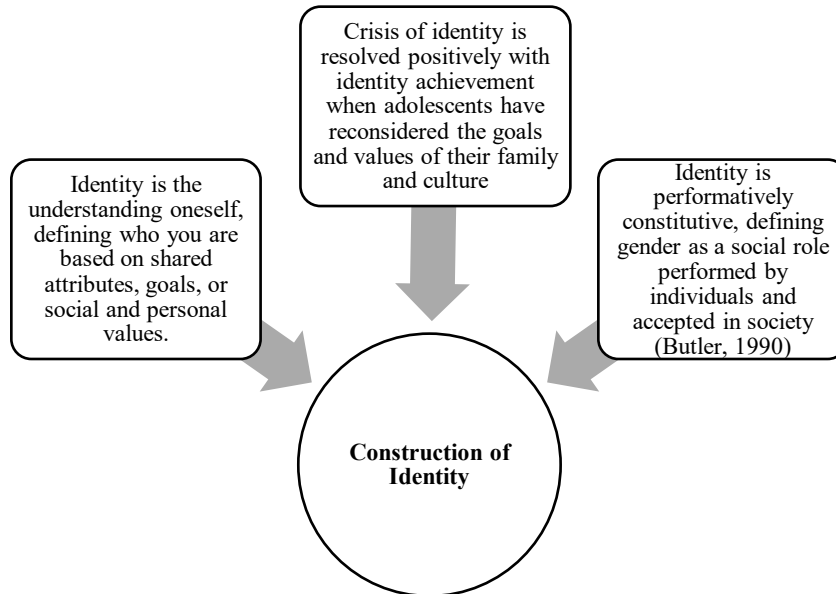 Crisis of identity is
resolved positively with
identity achievement
when adolescents have
reconsidered the goals
and values of their family
and culture
Identity is the
understanding oneself,
defining who you are
based on shared
attributes, goals, or
social and personal
values.
Identity is
performatively
constitutive, defining
gender as a social role
performed by
individuals and
accepted in society
(Butler, 1990)
Construction of
Identity